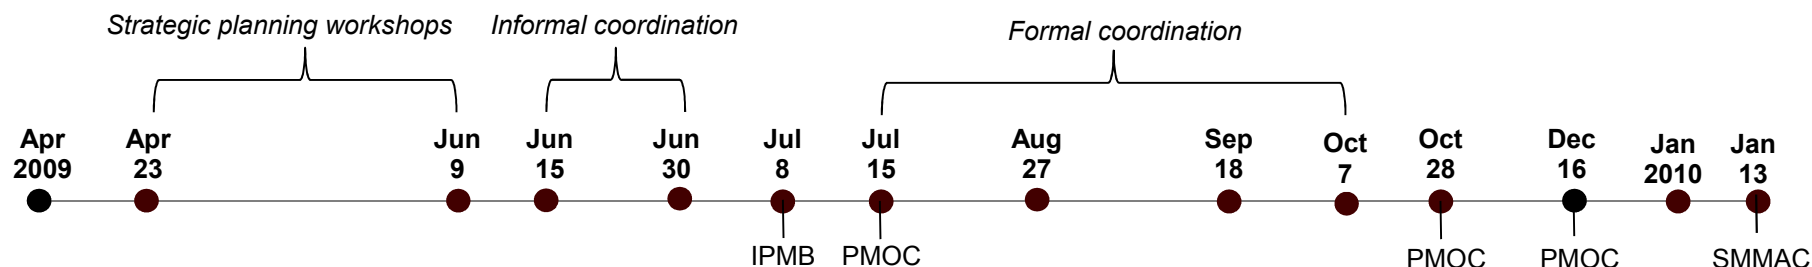 Strategic planning workshops Informal coordination Formal coordination
Apr Apr Jun Jun Jun Jul Jul Aug Sep Oct Oct Dec Jan Jan
2009 23 9 15 30 8 15 27 18 7 28 16 2010 13
IPMB PMOC PMOC PMOC SMMAC